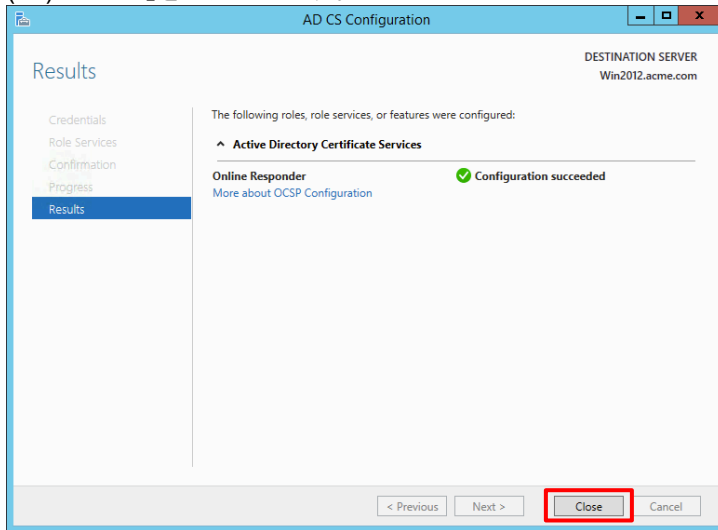 AD CS Configuration
Results
DESTINATION SERVER
Win2012.acme.com
Credentials
Role Services
Confirmation
Progress
Results
The following roles, role services, or features were configured:
Active Directory Certificate Services
Online Responder
Configuration succeeded
More about OCSP Configuration
< Previous
Next >
Close
Cancel